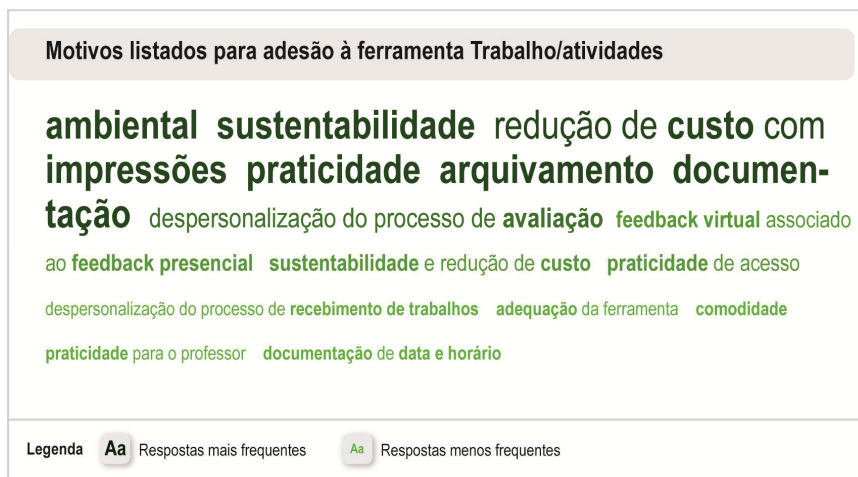 Motivos listados para adesão à ferramenta Trabalho/atividades
ambiental sustentabilidade redução de custo com
impressões praticidade arquivamento documen-
tação despersonalização do processo de avaliação feedback virtual associado
ao feedback presencial sustentabilidade e redução de custo praticidade de acesso
despersonalização do processo de recebimento de trabalhos adequação da ferramenta comodidade
praticidade para o professor documentação de data e horário
Legenda Aa Respostas mais frequentes Aa Respostas menos frequentes